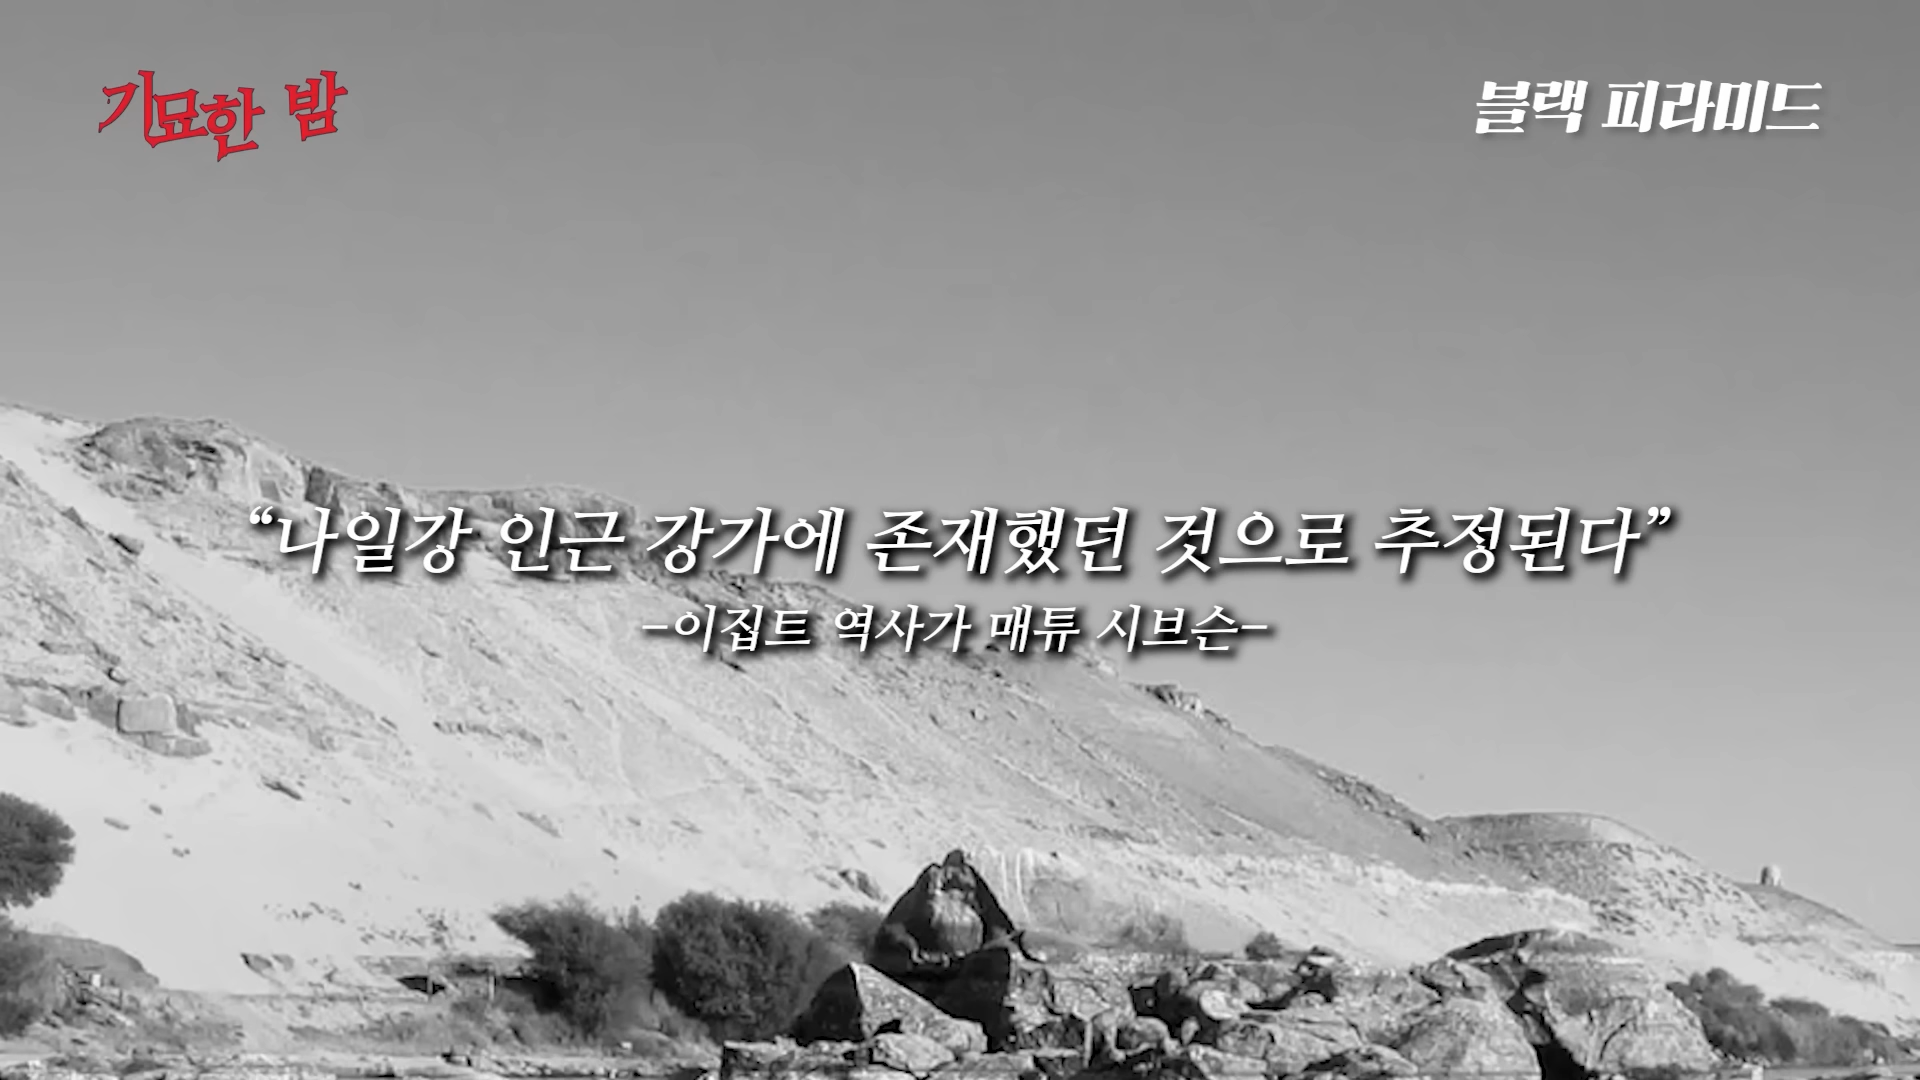 기묘한 밤
블랙 피라미드
“나일강 인근 강가에 존재했던 것으로 추정된다”
-이집트 역사가 매튜 시브슨-